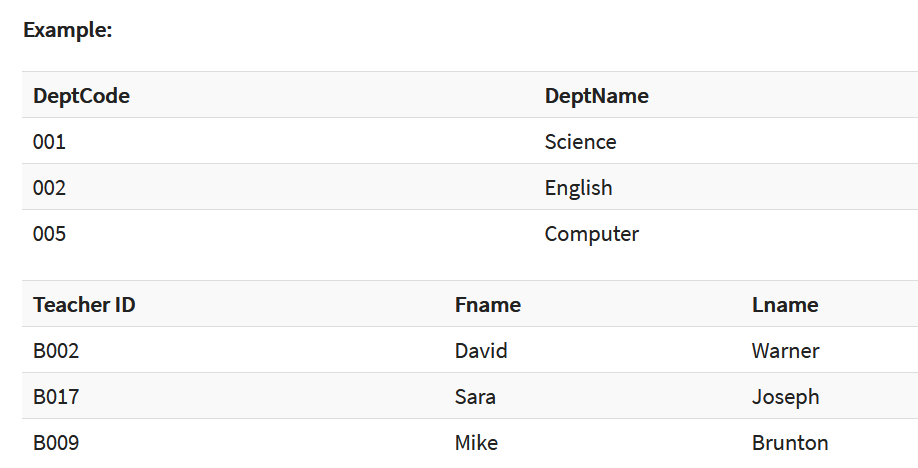 Example:
DeptCode DeptName
001 Science
002 English
005 Computer
Teacher ID Fname Lname
B002 David Warner
B017 Sara Joseph
B009 Mike Brunton